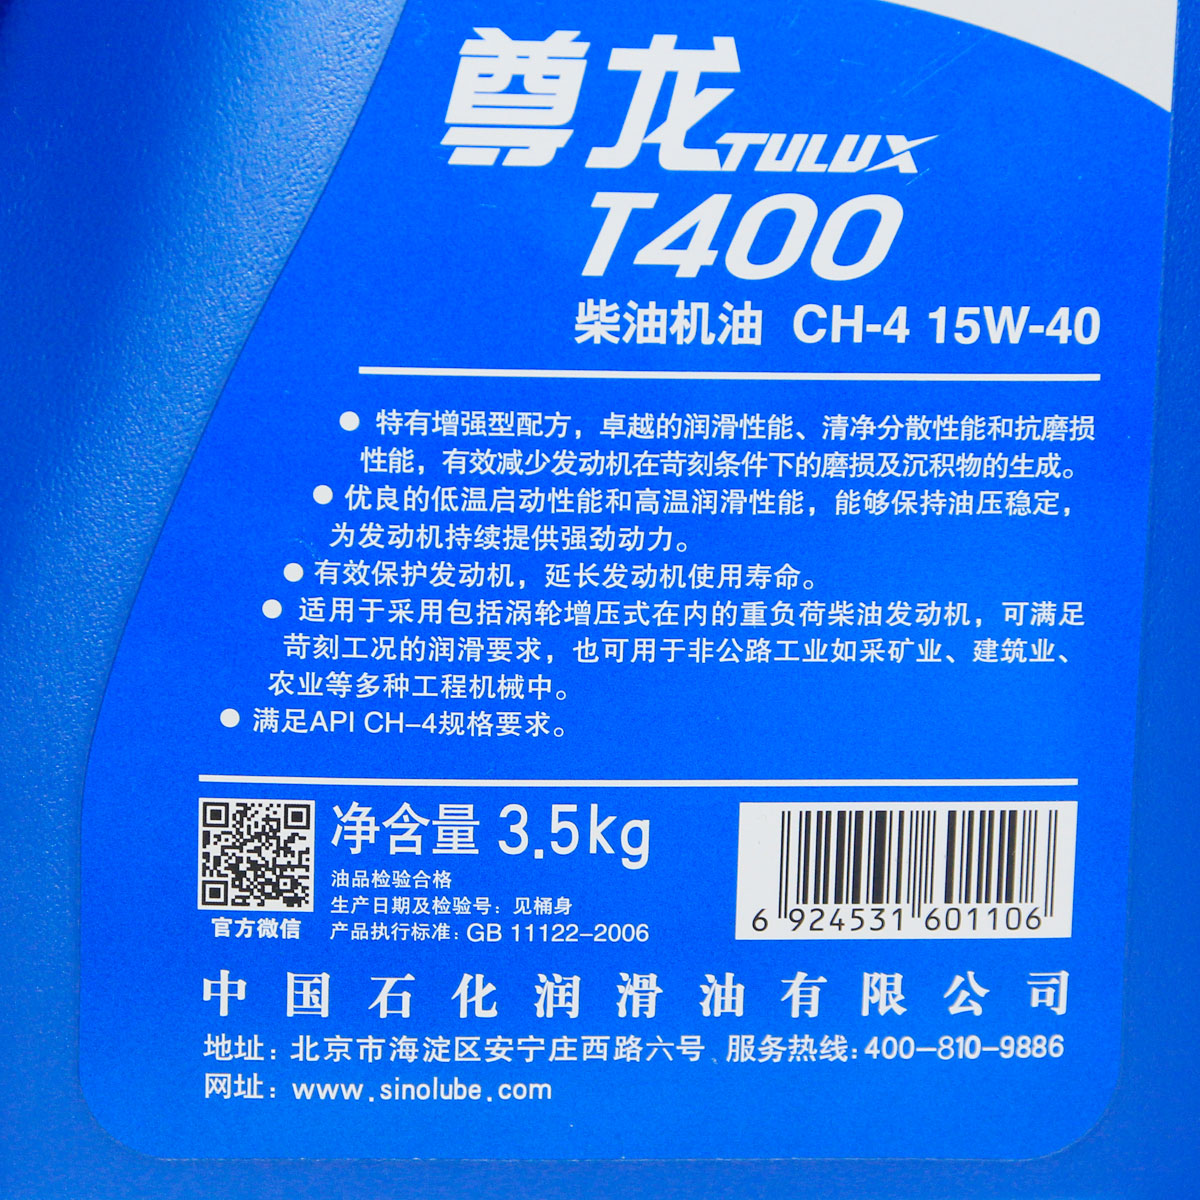 尊龙TULUX
T400
柴油机油 CH-4 15W-40
● 特有增强型配方，卓越的润滑性能、清净分散性能和抗磨损
性能，有效减少发动机在苛刻条件下的磨损及沉积物的生成。
● 优良的低温启动性能和高温润滑性能，能够保持油压稳定，
为发动机持续提供强劲动力。
● 有效保护发动机，延长发动机使用寿命。
● 适用于采用包括涡轮增压式在内的重负荷柴油发动机，可满足
苛刻工况的润滑要求，也可用于非公路工业如采矿业、建筑业、
农业等多种工程机械中。
● 满足API CH-4规格要求。
净含量 3.5kg
油品检验合格
生产日期及检验号：见桶身
产品执行标准：GB 11122-2006
官方微信
6 924531 601106
中国石化润滑油有限公司
地址：北京市海淀区安宁庄西路六号、服务热线：400-810-9886
网址：www.sinolube.com